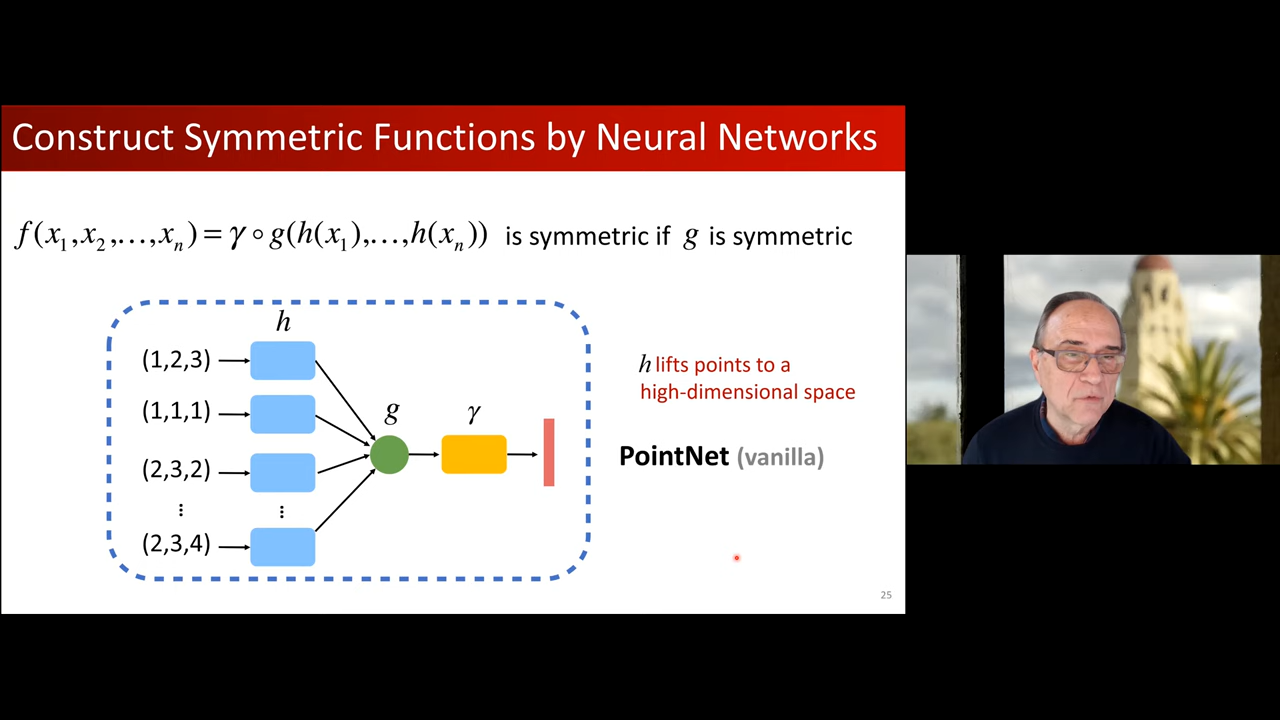 Construct Symmetric Functions by Neural Networks
f(x₁,x₂,…,xₙ) = γ ∘ g(h(x₁),…,h(xₙ)) is symmetric if g is symmetric
h
(1,2,3)
(1,1,1)
g
γ
(2,3,2)
⋮ ⋮
(2,3,4)
h lifts points to a
high-dimensional space
PointNet (vanilla)
25